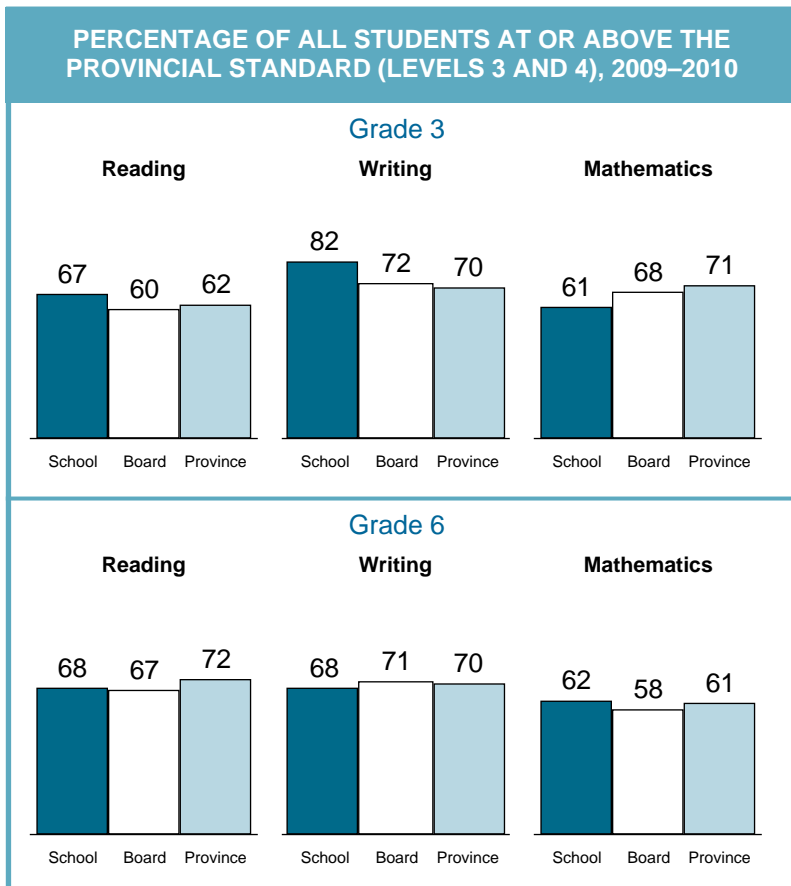 PERCENTAGE OF ALL STUDENTS AT OR ABOVE THE
PROVINCIAL STANDARD (LEVELS 3 AND 4), 2009–2010
Grade 3
Reading Writing Mathematics
67 60 62 82 72 70 61 68 71
School Board Province School Board Province School Board Province
Grade 6
Reading Writing Mathematics
68 67 72 68 71 70 62 58 61
School Board Province School Board Province School Board Province